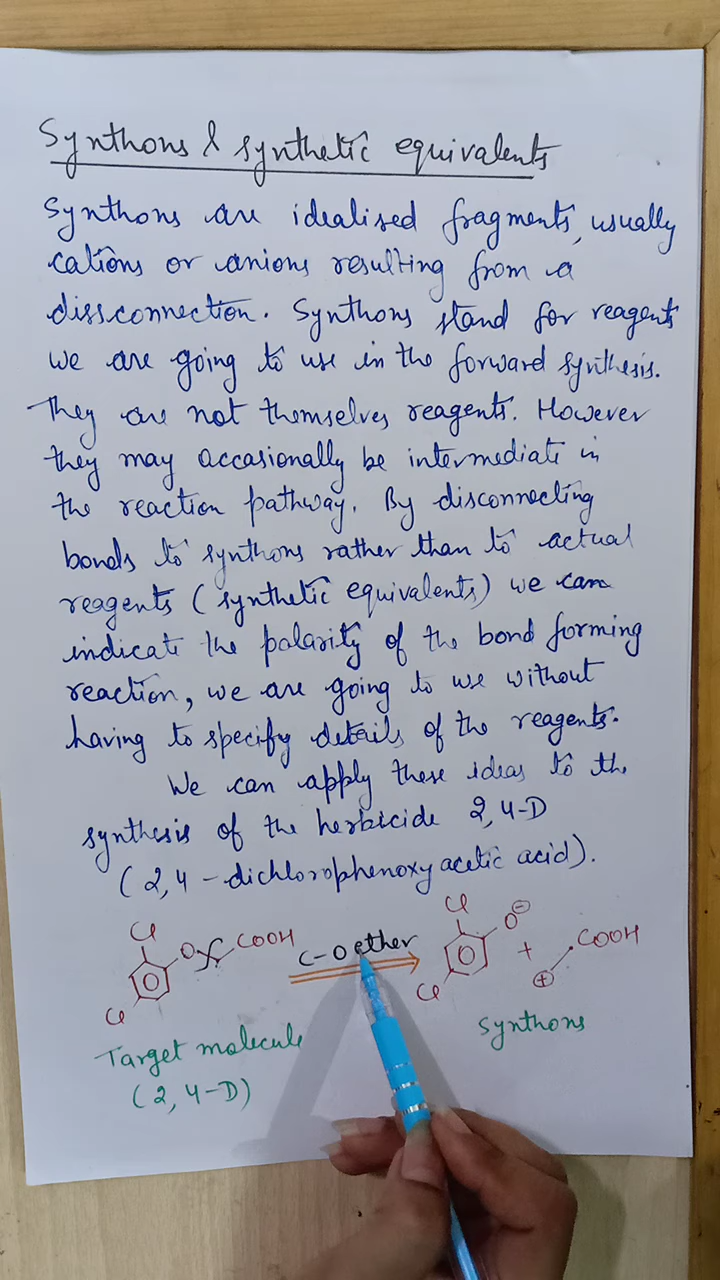 Synthons & synthetic equivalents
Synthons are idealised fragments, usually
cations or anions resulting from a
dissconnection. Synthons stand for reagents
we are going to use in the forward synthesis.
They are not themselves reagents. However
they may accasionally be intermediate in
the reaction pathway. By disconnecting
bonds to synthons rather than to actual
reagents (synthetic equivalents) we can
indicate the polarity of the bond forming
reaction, we are going to use without
having to specify details of the reagents.
We can apply these ideas to the
synthesis of the herbicide 2,4-D
(2,4-dichlorophenoxy acetic acid).
Cl O COOH C-O ether Cl O⊖ + ⊕ COOH
Cl Cl
Target molecule Synthons
(2,4-D)